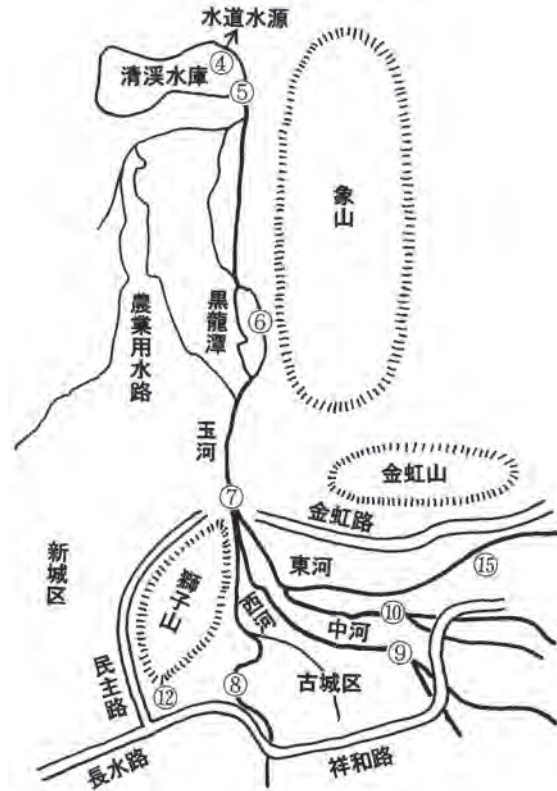 水道水源
④
清渓水庫
⑤
象山
農業用水路
黒龍潭
⑥
玉河
金虹山
⑦
金虹路
新城区
獅子山
東河
⑮
西河
中河
⑩
⑨
民主路
⑫
⑧
古城区
長水路
祥和路